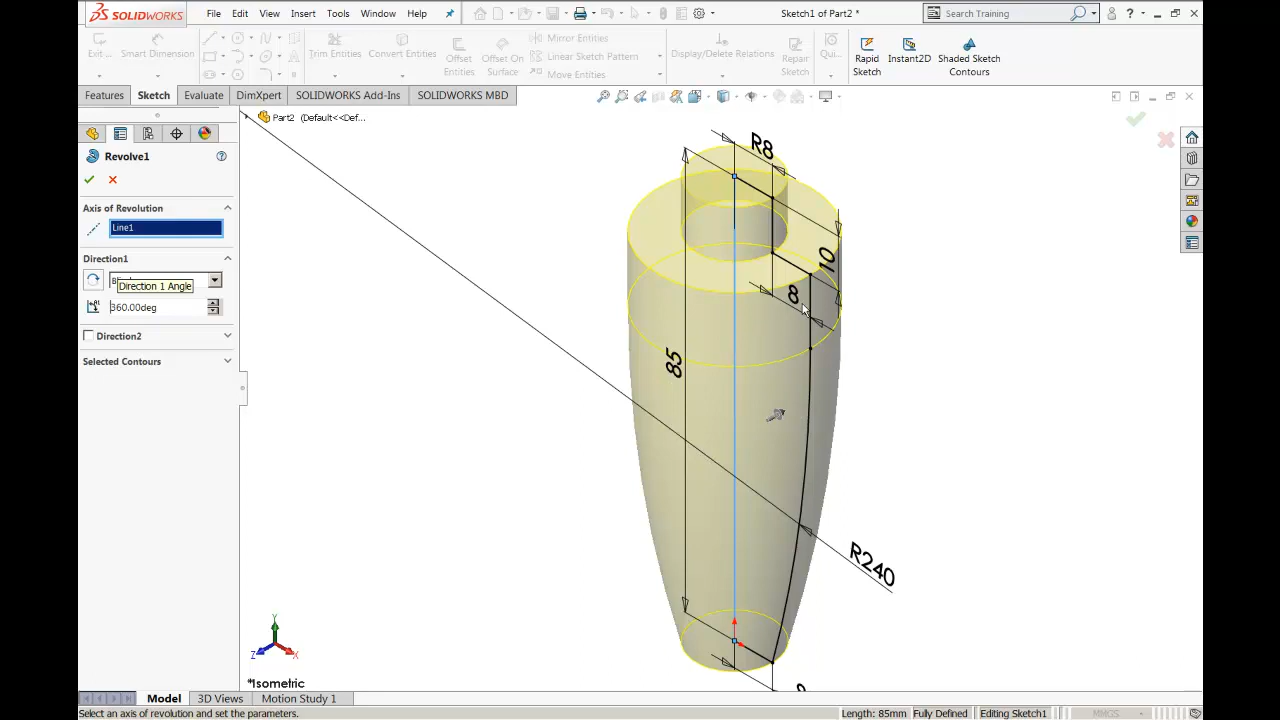 SOLIDWORKS File Edit View Insert Tools Window Help Sketch1 of Part2 * Search Training
Exit... Smart Dimension Trim Entities Convert Entities Offset Entities Offset On Surface Mirror Entities Linear Sketch Pattern Move Entities Display/Delete Relations Repair Sketch Qui... Rapid Sketch Instant2D Shaded Sketch Contours
Features Sketch Evaluate DimXpert SOLIDWORKS Add-Ins SOLIDWORKS MBD
Part2 (Default<<Def...
Revolve1
Axis of Revolution
Line1
Direction1
Direction 1 Angle
360.00deg
Direction2
Selected Contours
R8
10
8
85
R240
Y
Z X
*Isometric
Model 3D Views Motion Study 1
Select an axis of revolution and set the parameters. Length: 85mm Fully Defined Editing Sketch1 MMGS